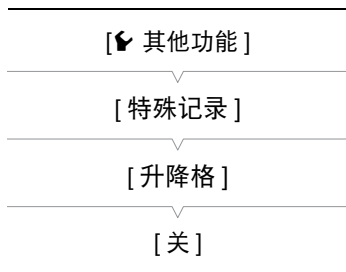 [ 其他功能 ]
[ 特殊记录 ]
[ 升降格 ]
[ 关 ]